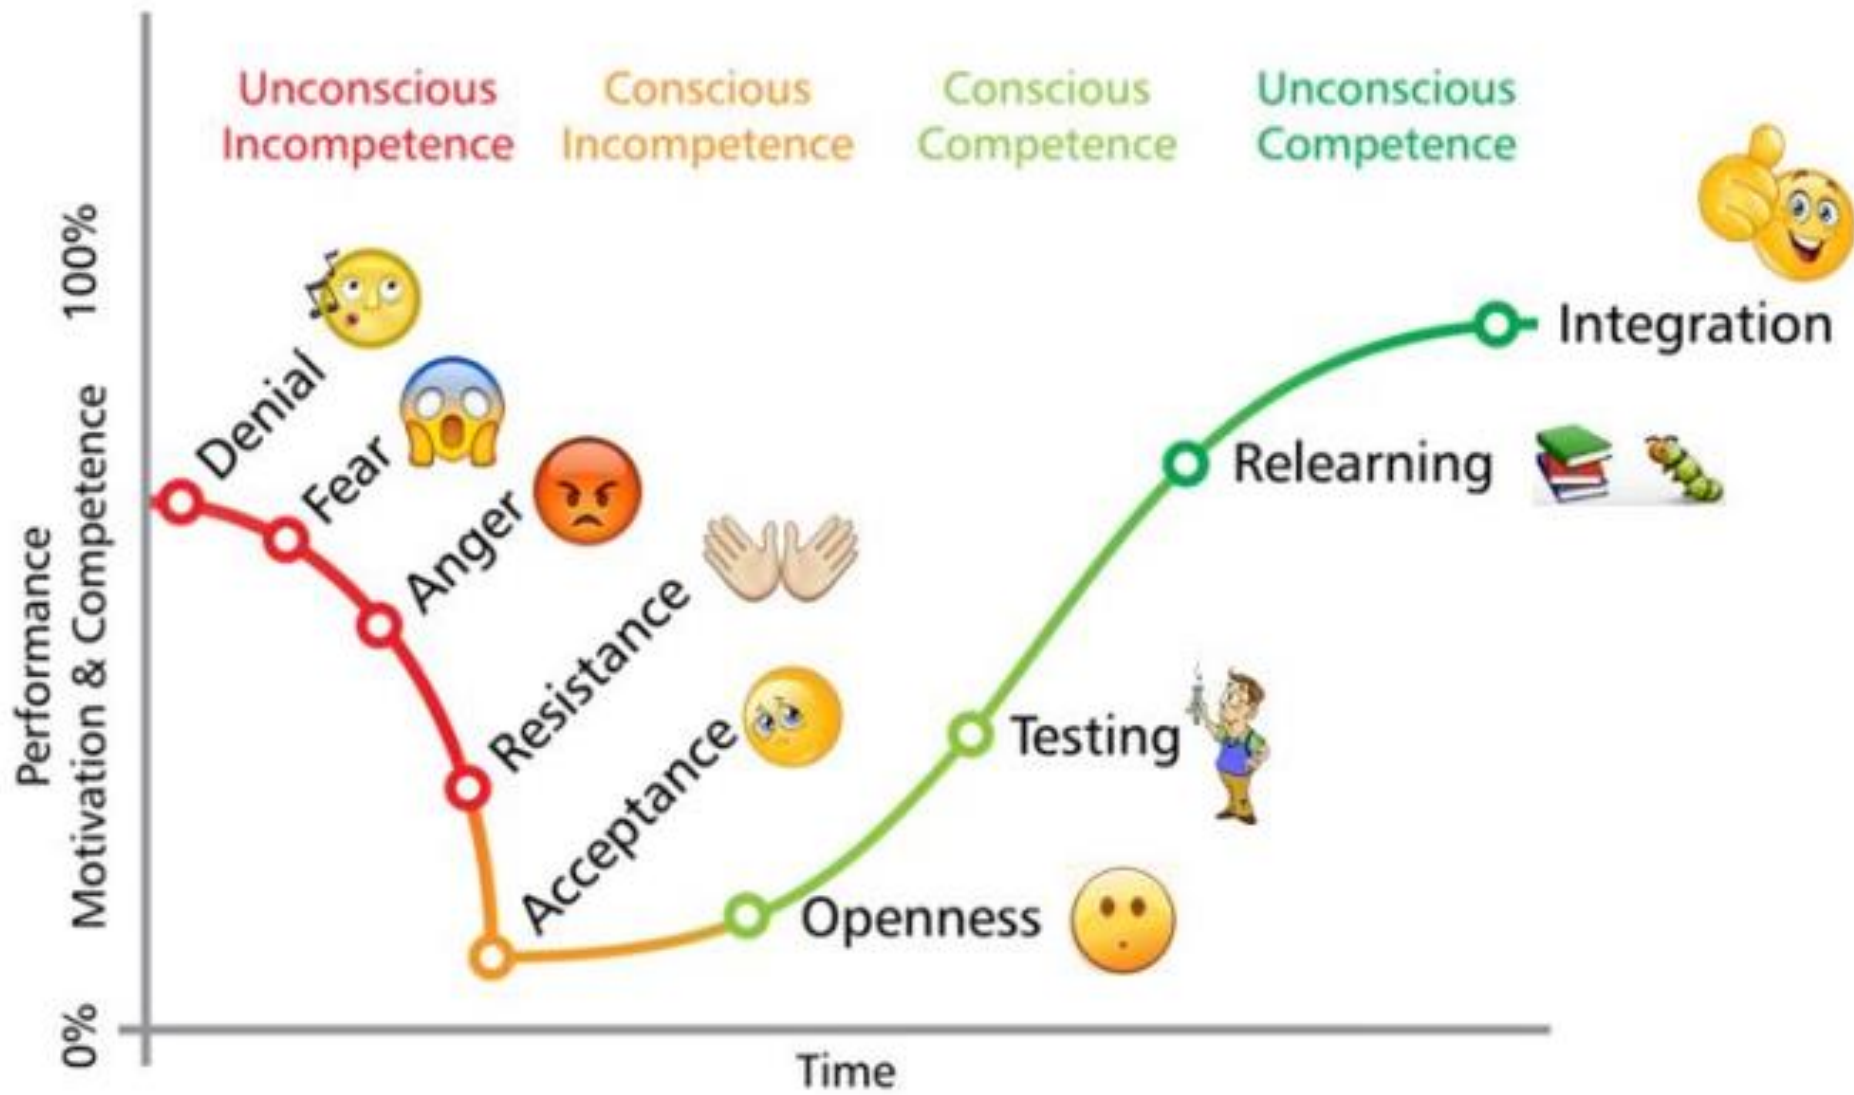 Unconscious
Incompetence
Conscious
Incompetence
Conscious
Competence
Unconscious
Competence
100%
Performance
Motivation & Competence
0%
Denial
Fear
Anger
Resistance
Acceptance
Openness
Testing
Relearning
Integration
Time